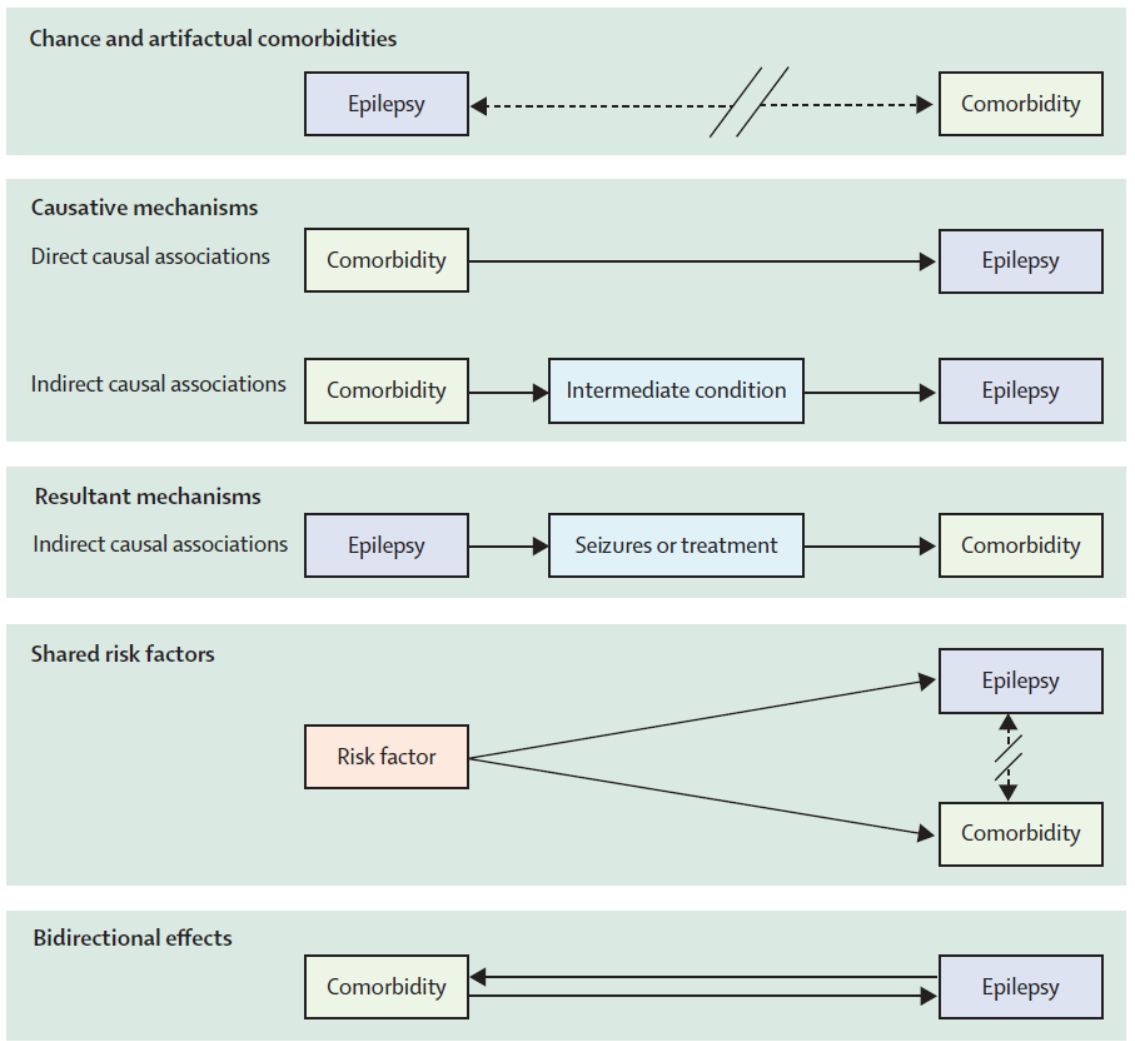 Chance and artifactual comorbidities
Epilepsy
Comorbidity
Causative mechanisms
Direct causal associations
Comorbidity
Epilepsy
Indirect causal associations
Comorbidity
Intermediate condition
Epilepsy
Resultant mechanisms
Indirect causal associations
Epilepsy
Seizures or treatment
Comorbidity
Shared risk factors
Epilepsy
Risk factor
Comorbidity
Bidirectional effects
Comorbidity
Epilepsy